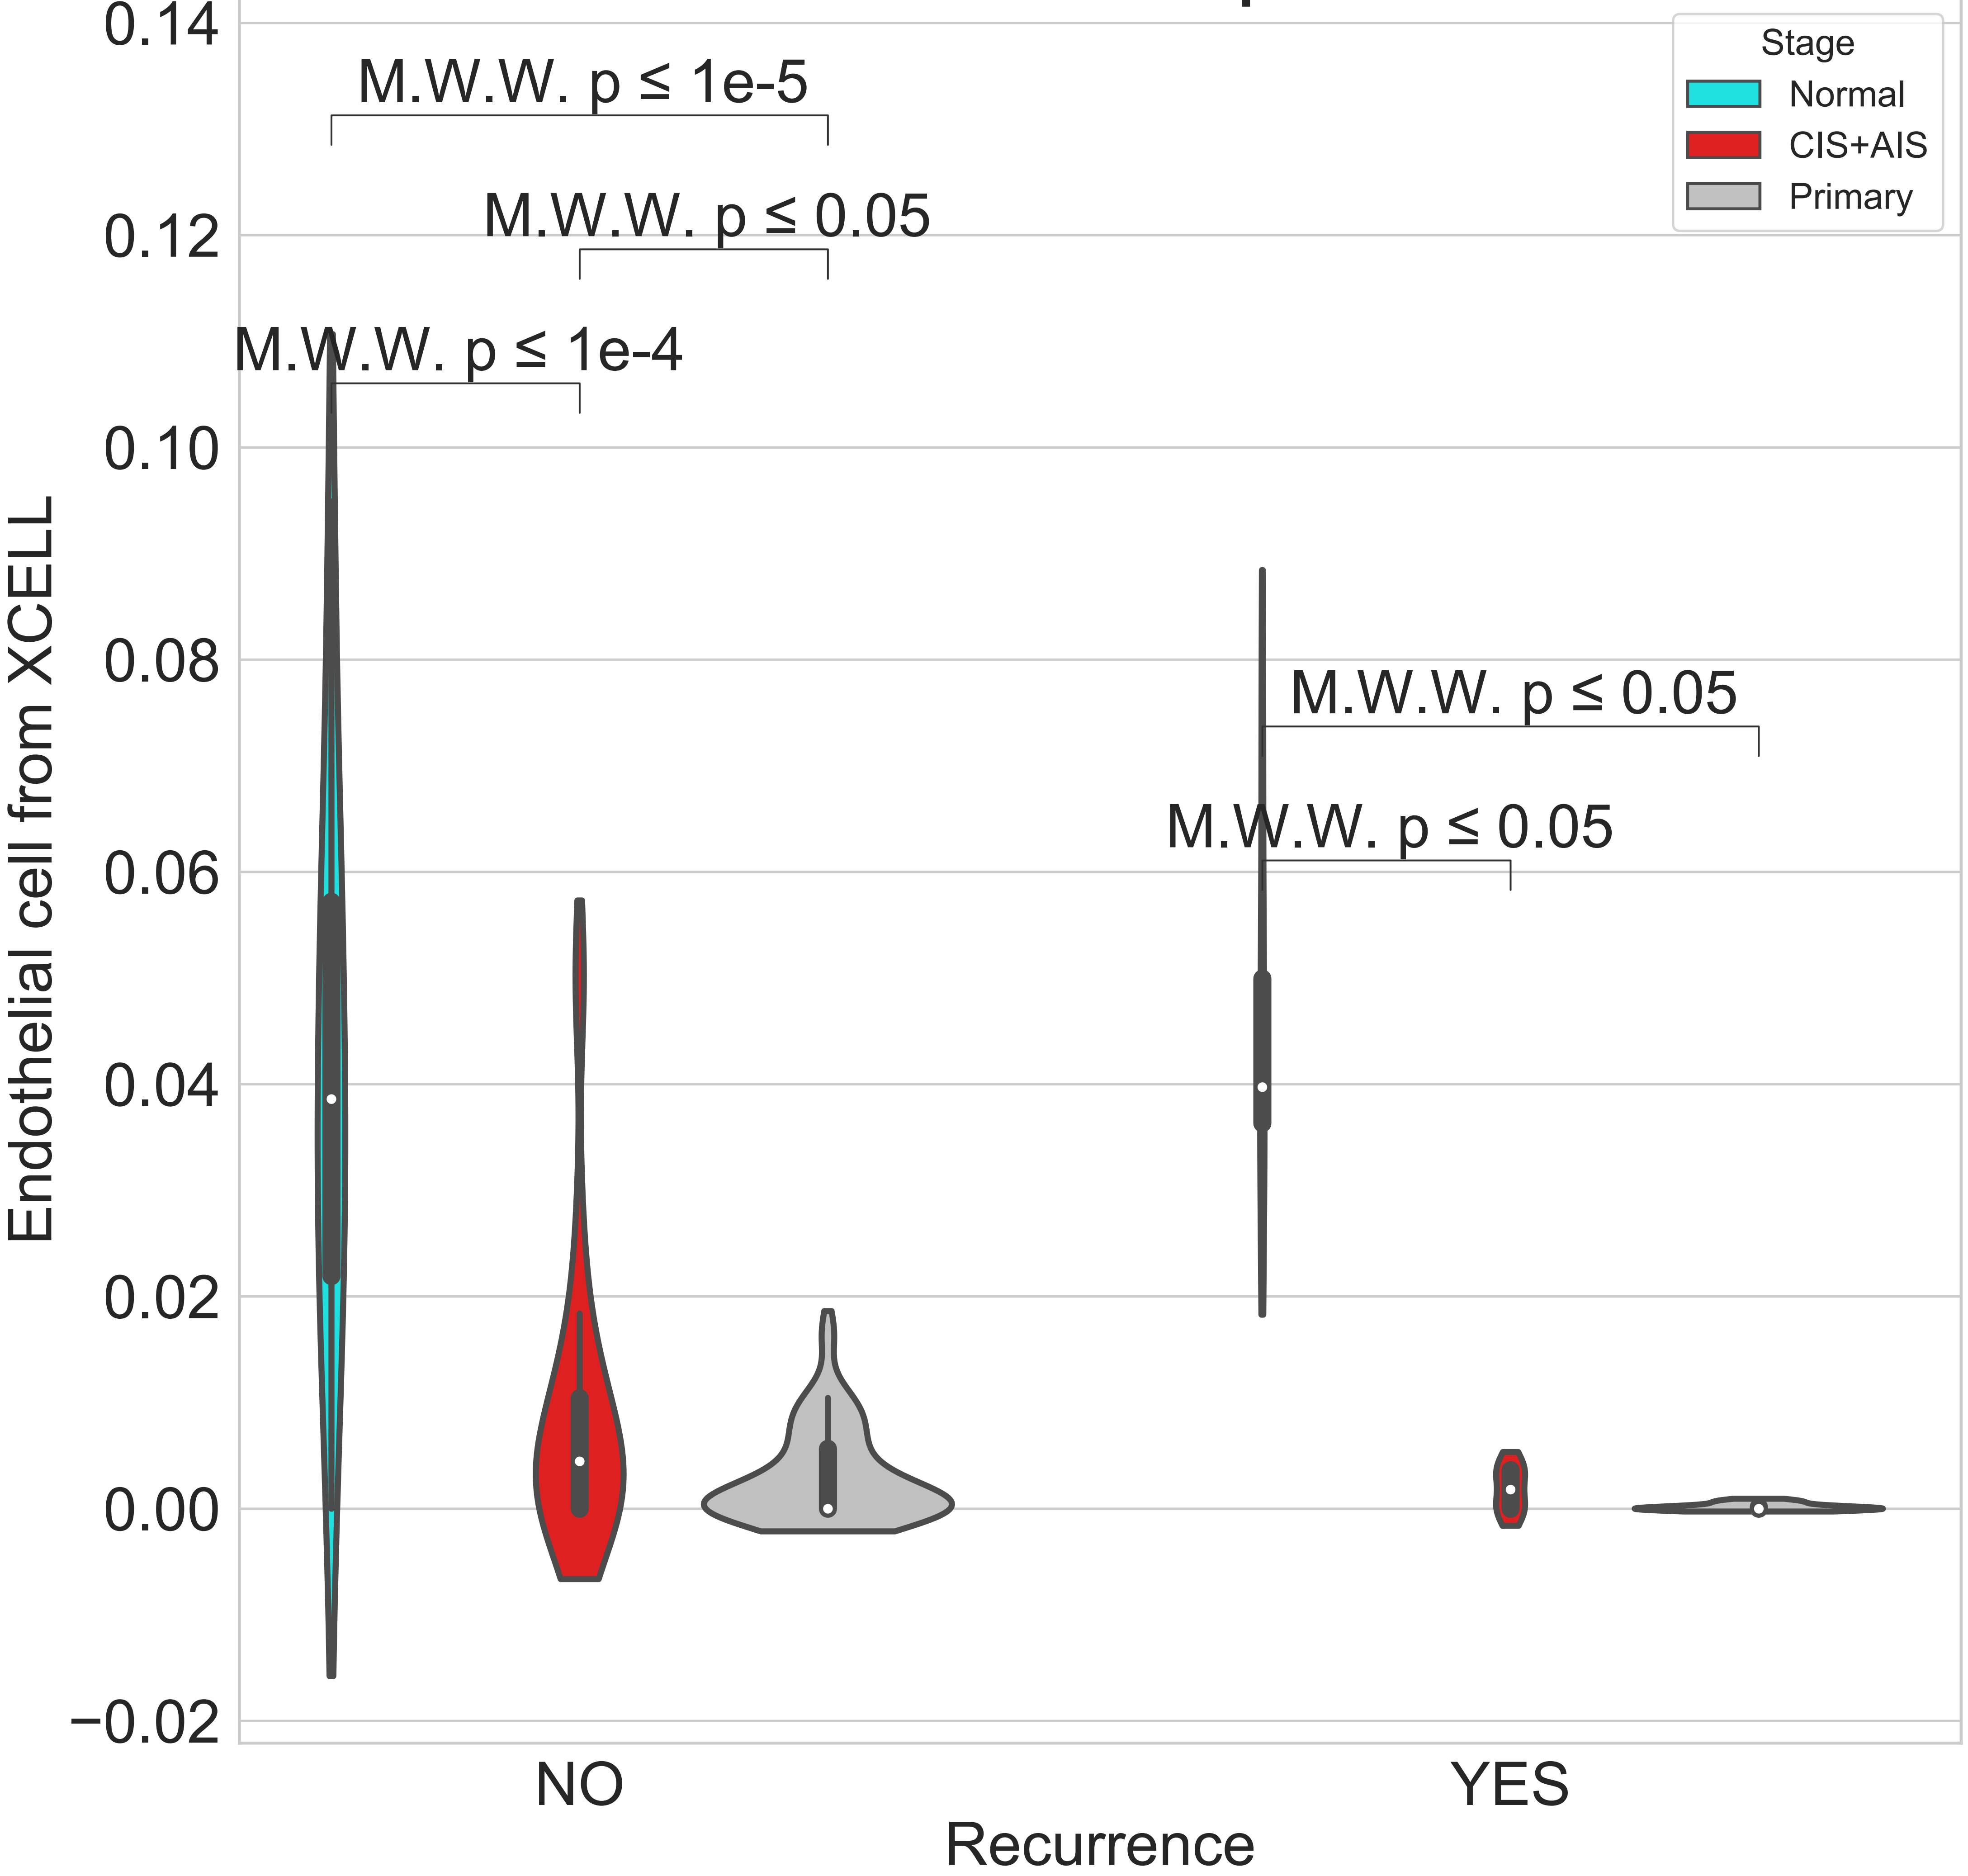 0.14
0.12
0.10
0.08
0.06
0.04
0.02
0.00
−0.02
Endothelial cell from XCELL
M.W.W. p ≤ 1e-5
M.W.W. p ≤ 0.05
M.W.W. p ≤ 1e-4
M.W.W. p ≤ 0.05
M.W.W. p ≤ 0.05
Stage
Normal
CIS+AIS
Primary
NO
YES
Recurrence